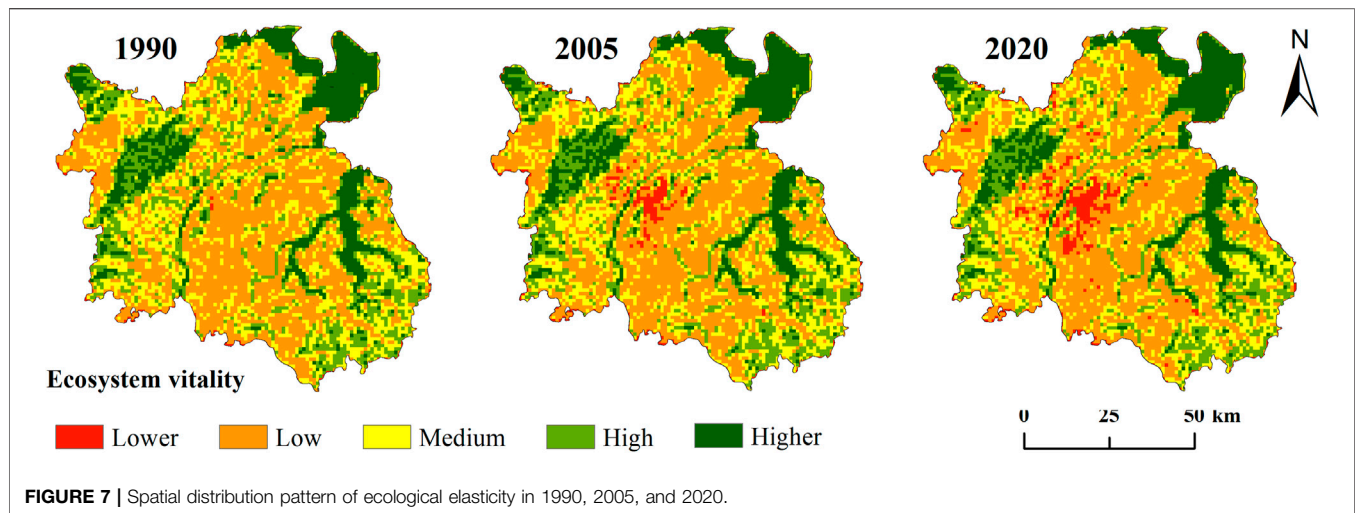 1990
2005
2020
N
Ecosystem vitality
Lower
Low
Medium
High
Higher
0 25 50 km
FIGURE 7 | Spatial distribution pattern of ecological elasticity in 1990, 2005, and 2020.